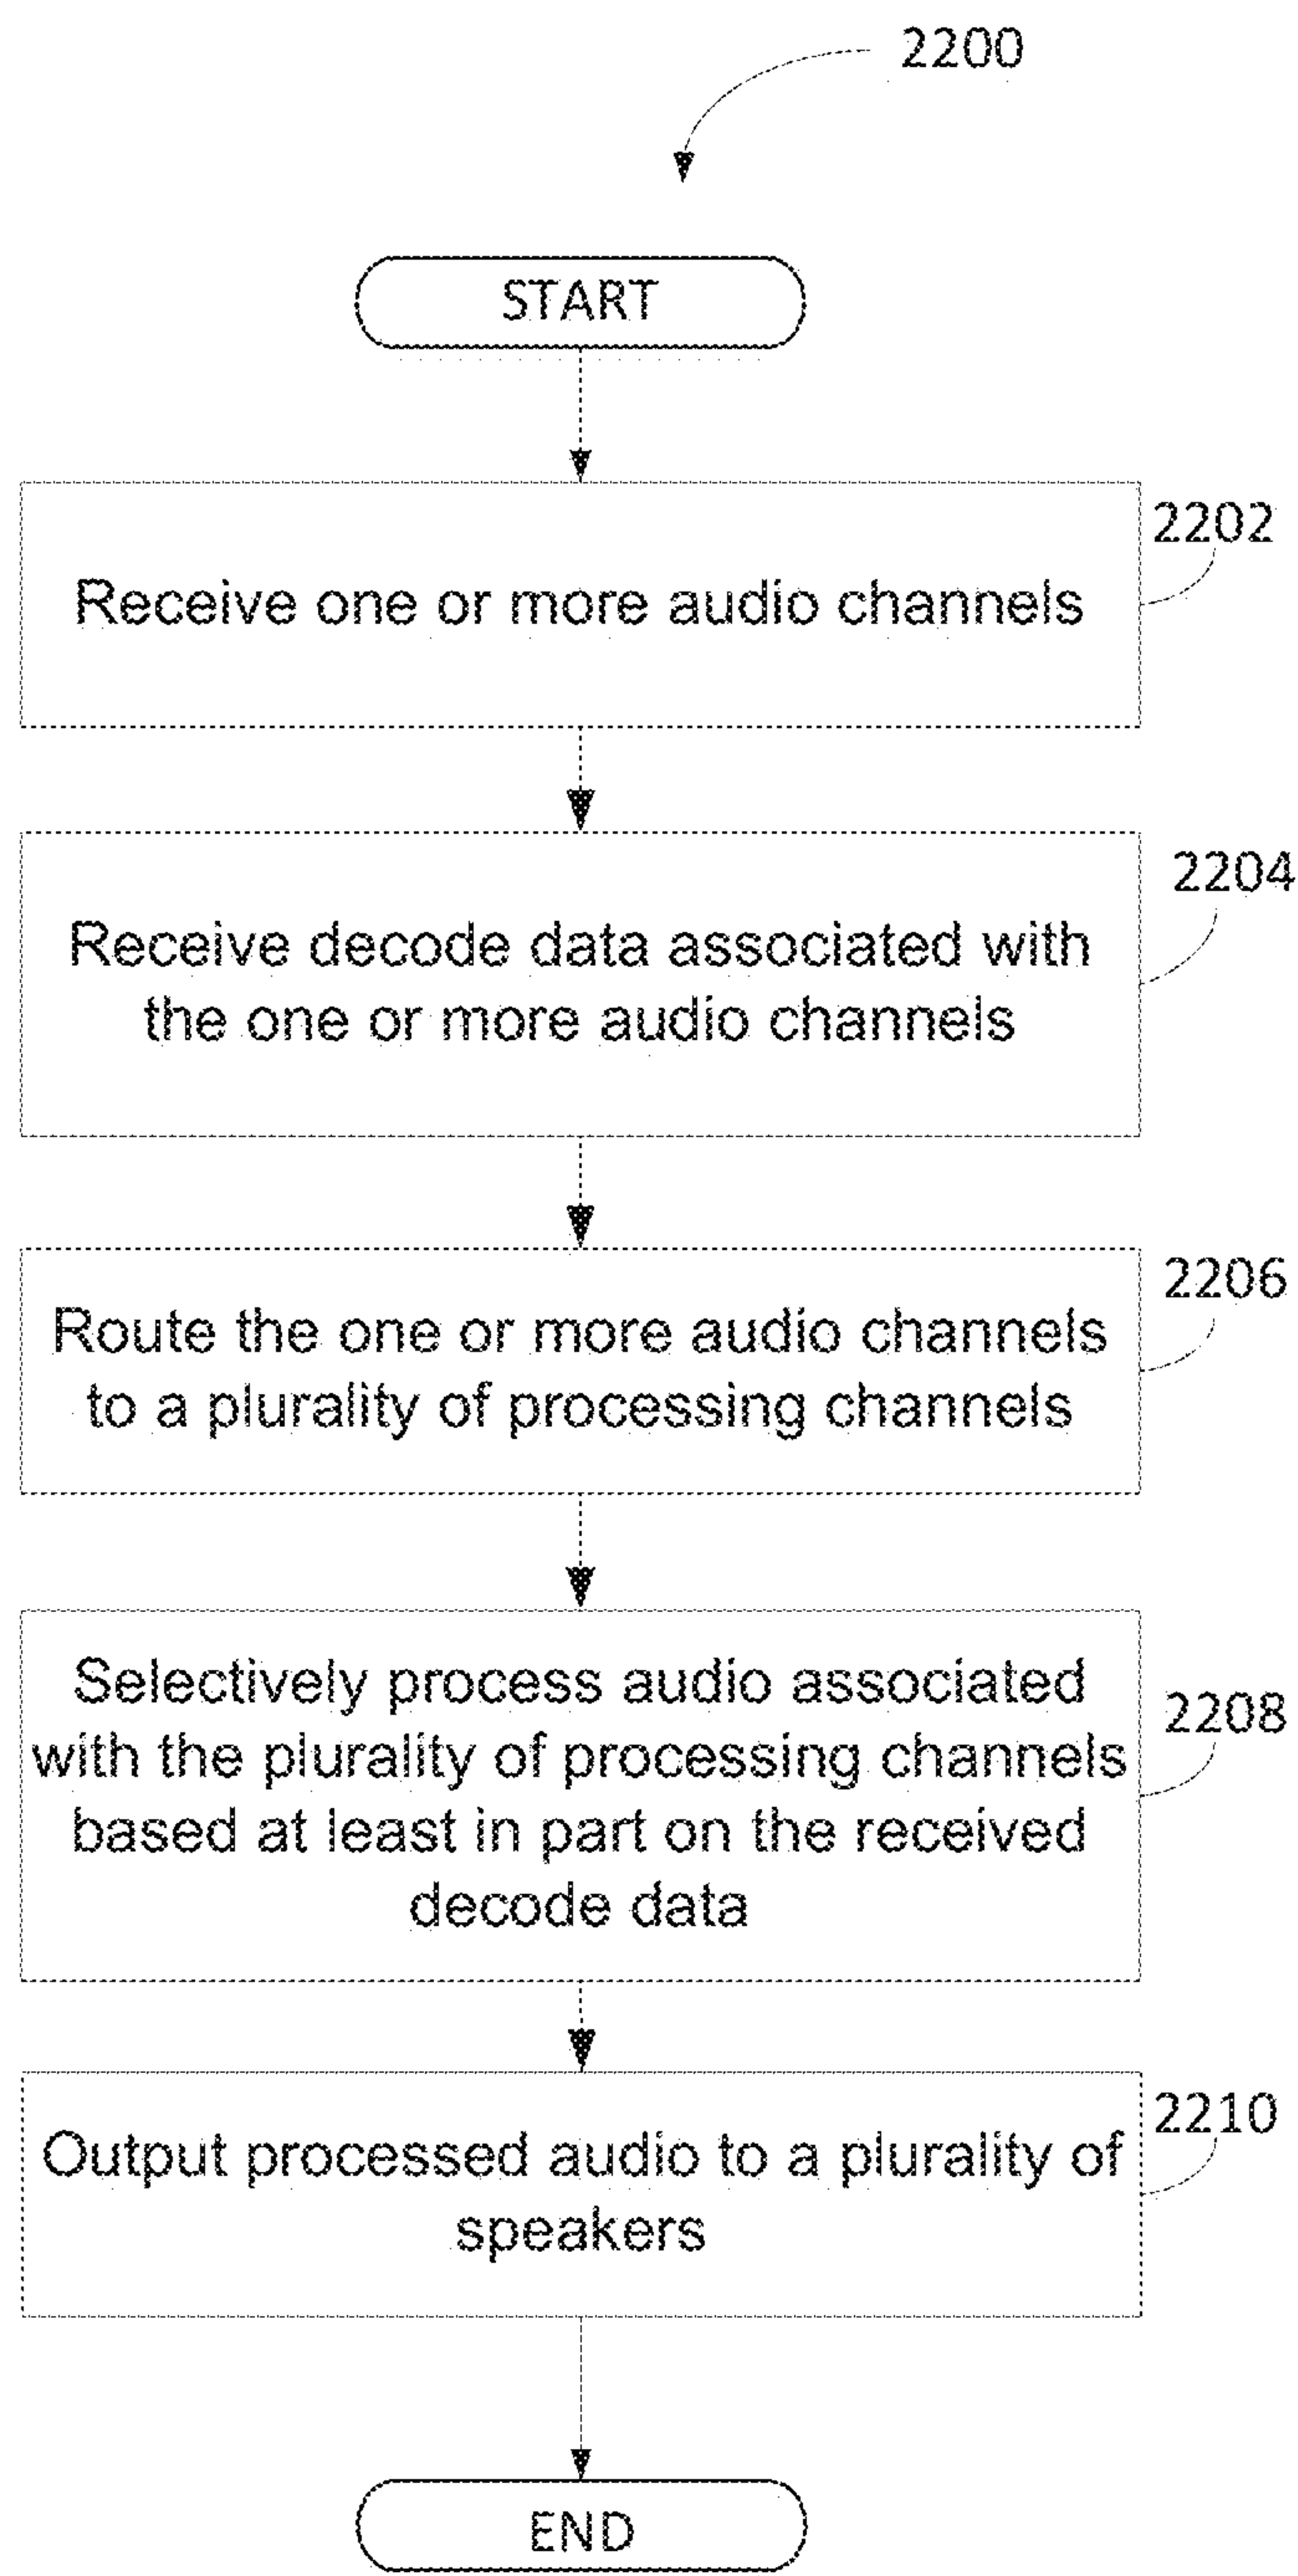 2200
START
2202
Receive one or more audio channels
2204
Receive decode data associated with
the one or more audio channels
2206
Route the one or more audio channels
to a plurality of processing channels
Selectively process audio associated
2208
with the plurality of processing channels
based at least in part on the received
decode data
2210
Output processed audio to a plurality of
speakers
END